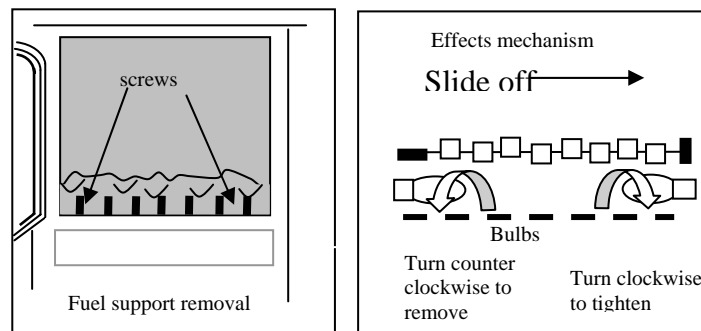 screws
Fuel support removal
Effects mechanism
Slide off
Bulbs
Turn counter
clockwise to
remove
Turn clockwise
to tighten